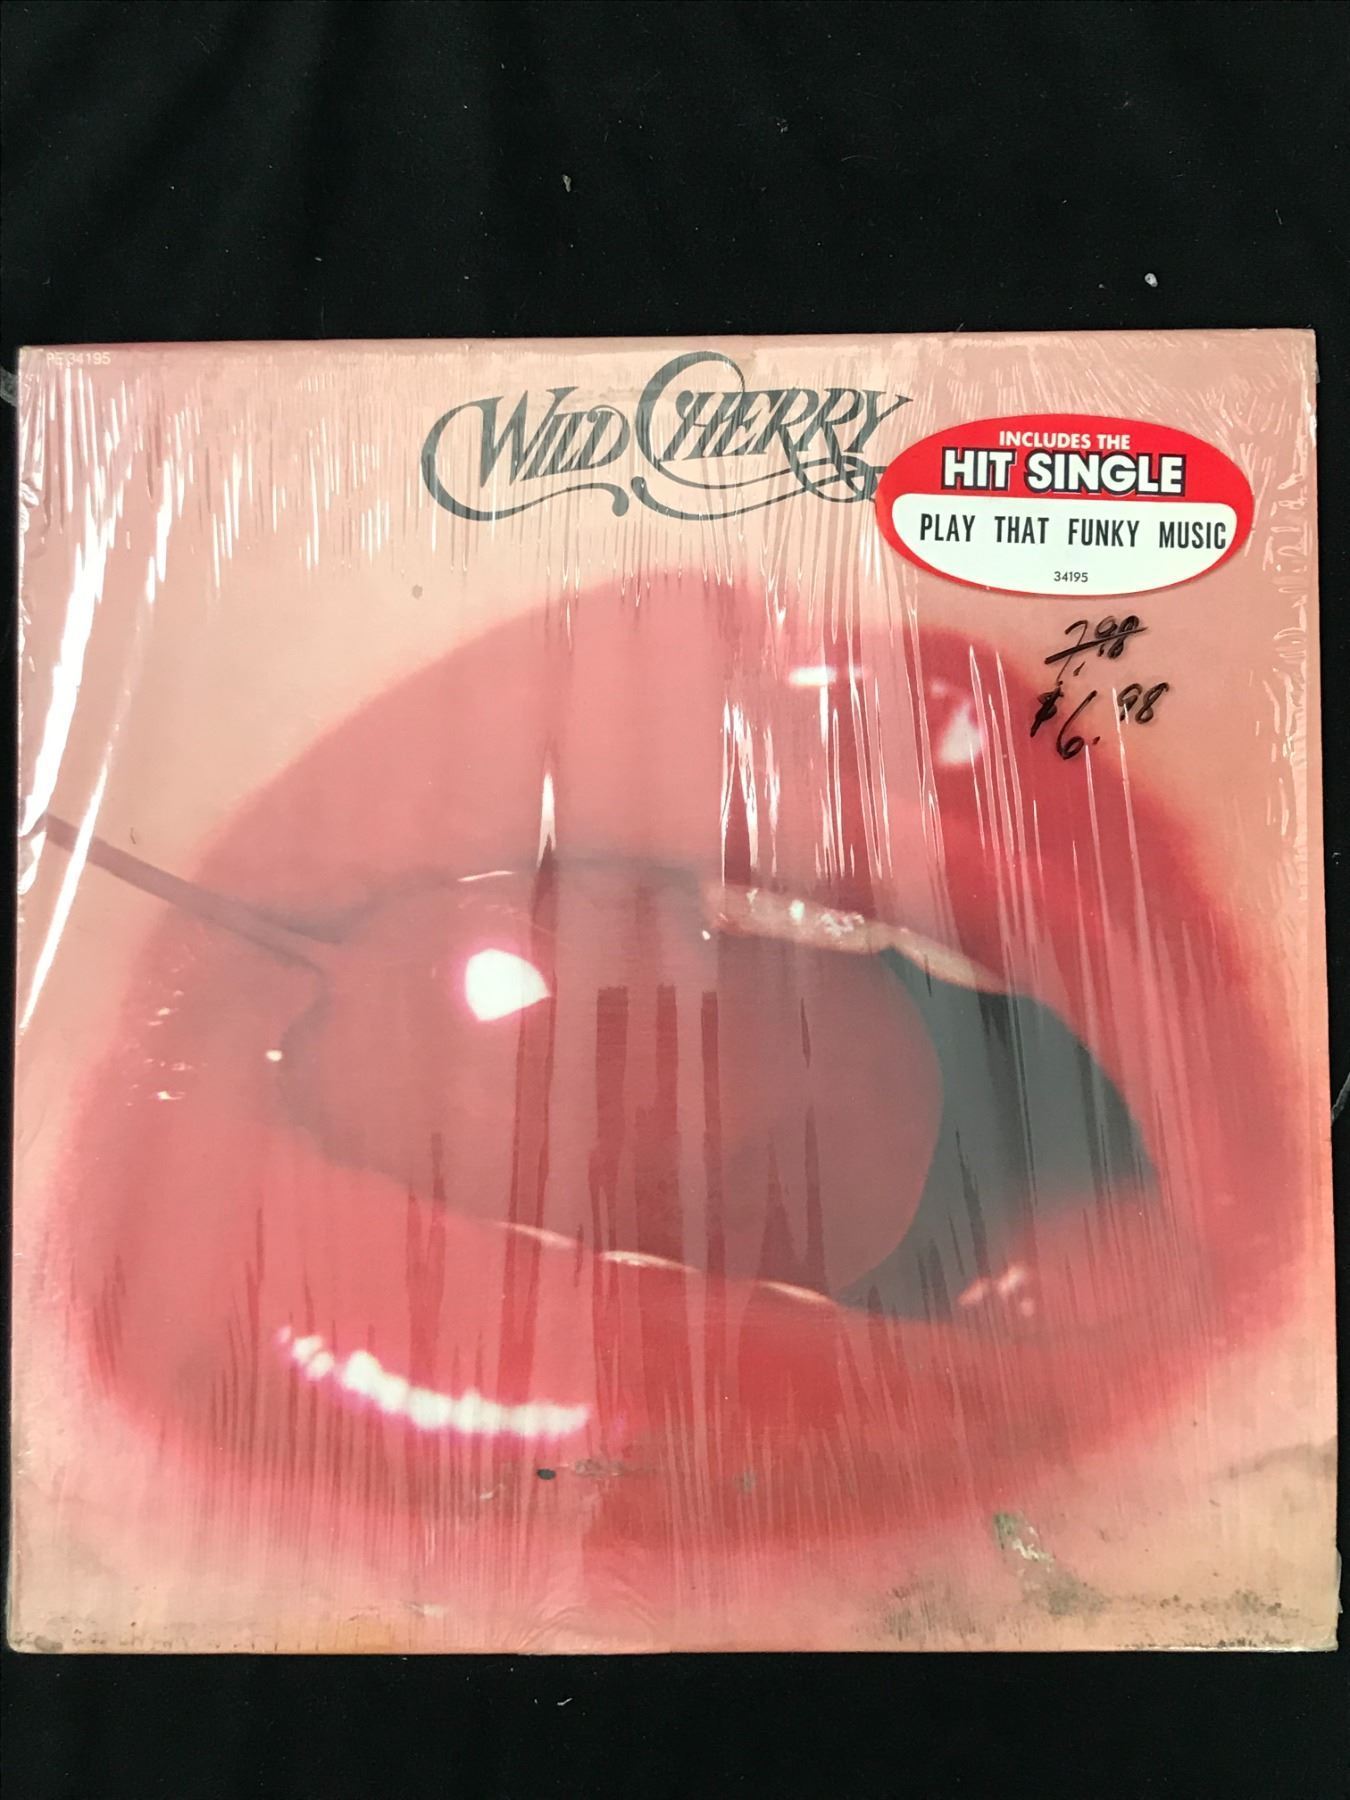 PE 34195
WILD CHERRY
INCLUDES THE
HIT SINGLE
PLAY THAT FUNKY MUSIC
34195
7.98
$6.98